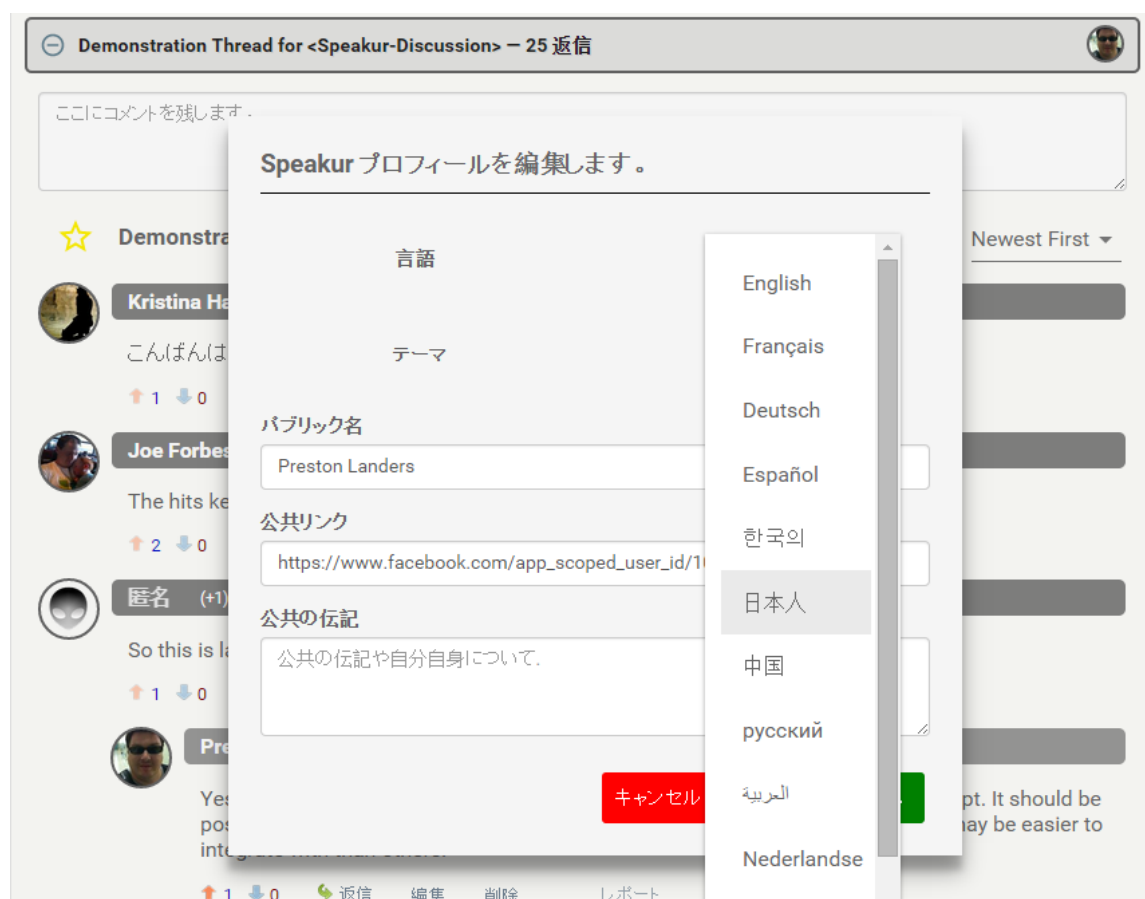 Demonstration Thread for <Speakur-Discussion> — 25 返信
ここにコメントを残します.
Speakur プロフィールを編集します。
Demonstra
Newest First
言語
English
Kristina Ha
こんばんは
テーマ
Français
1 0
Deutsch
パブリック名
Joe Forbes
Preston Landers
Español
The hits ke
公共リンク
한국의
2 0
https://www.facebook.com/app_scoped_user_id/1
匿名 (+1)
日本人
公共の伝記
So this is la
公共の伝記や自分自身について.
中国
1 0
русский
Pre
キャンセル
العربية
Yes
pt. It should be
pos
may be easier to
Nederlandse
1 0 返信 編集 削除 レポート